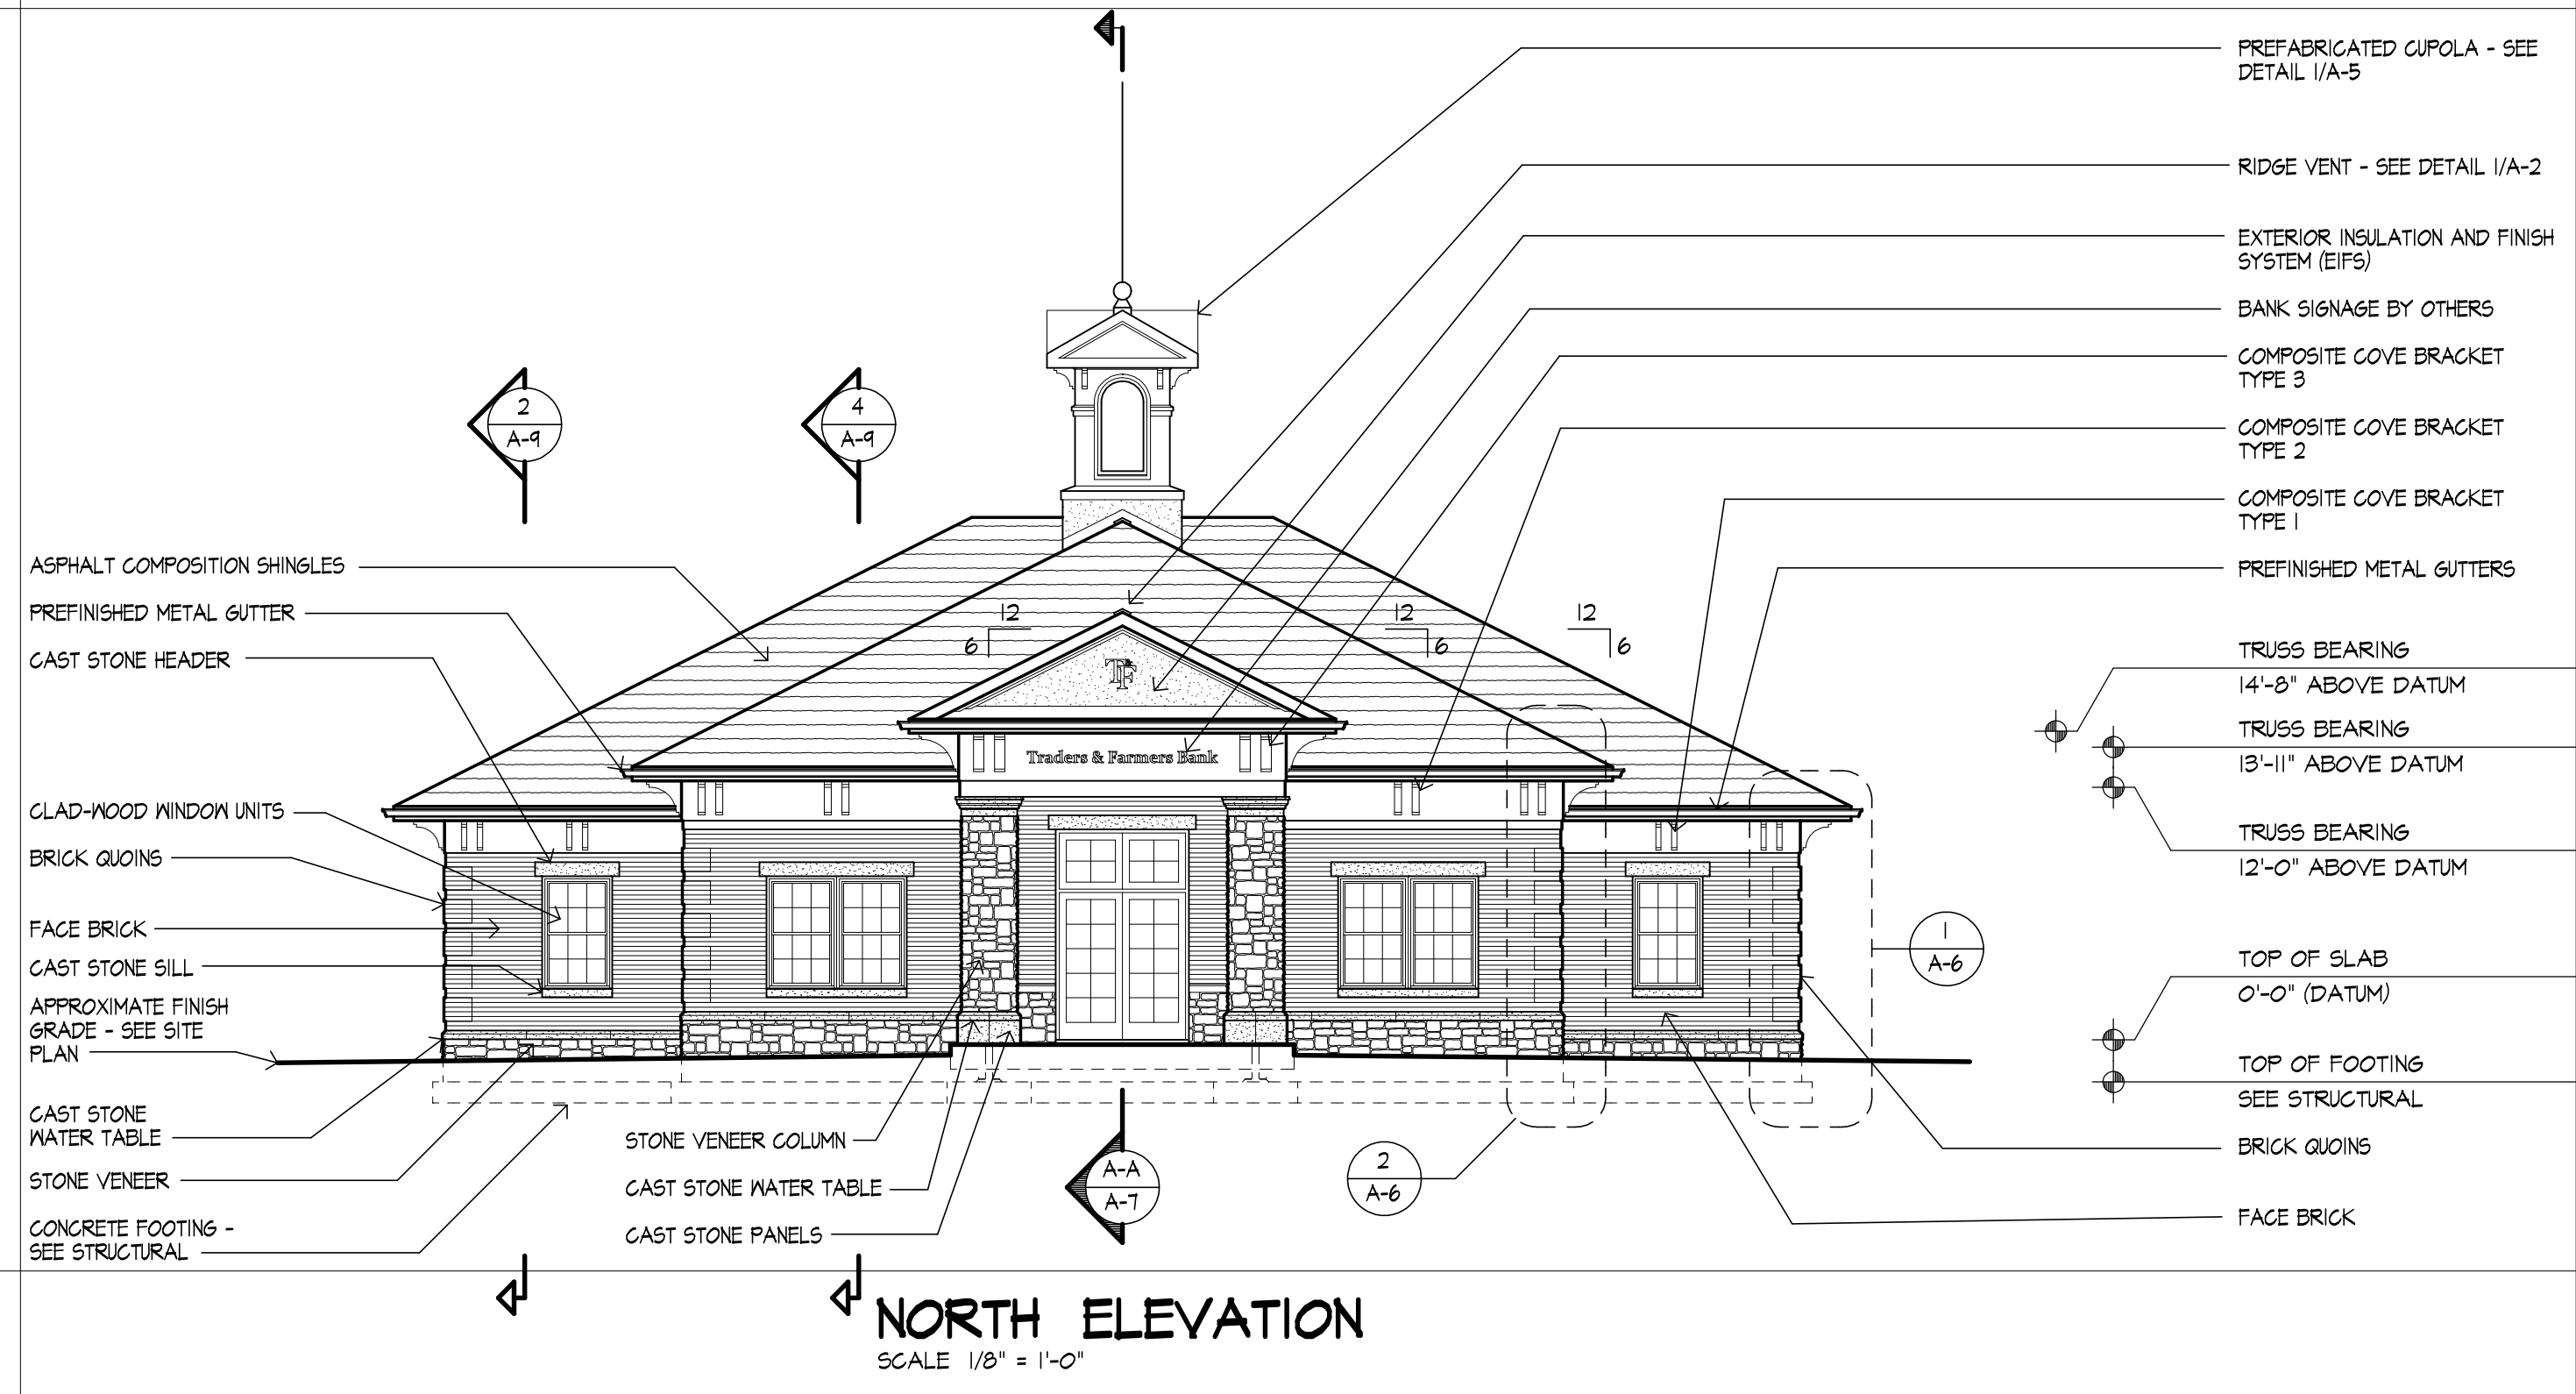 PREFABRICATED CUPOLA - SEE
DETAIL 1/A-5
RIDGE VENT - SEE DETAIL 1/A-2
EXTERIOR INSULATION AND FINISH
SYSTEM (EIFS)
BANK SIGNAGE BY OTHERS
COMPOSITE COVE BRACKET
TYPE 3
COMPOSITE COVE BRACKET
TYPE 2
COMPOSITE COVE BRACKET
TYPE 1
PREFINISHED METAL GUTTERS
TRUSS BEARING
14'-8" ABOVE DATUM
TRUSS BEARING
13'-11" ABOVE DATUM
TRUSS BEARING
12'-0" ABOVE DATUM
TOP OF SLAB
0'-0" (DATUM)
TOP OF FOOTING
SEE STRUCTURAL
BRICK QUOINS
FACE BRICK
2
A-9
4
A-9
12
6
12
6
12
6
TF
Traders & Farmers Bank
1
A-6
2
A-6
A-A
A-7
ASPHALT COMPOSITION SHINGLES
PREFINISHED METAL GUTTER
CAST STONE HEADER
CLAD-WOOD WINDOW UNITS
BRICK QUOINS
FACE BRICK
CAST STONE SILL
APPROXIMATE FINISH
GRADE - SEE SITE
PLAN
CAST STONE
WATER TABLE
STONE VENEER
CONCRETE FOOTING -
SEE STRUCTURAL
STONE VENEER COLUMN
CAST STONE WATER TABLE
CAST STONE PANELS
NORTH ELEVATION
SCALE 1/8" = 1'-0"